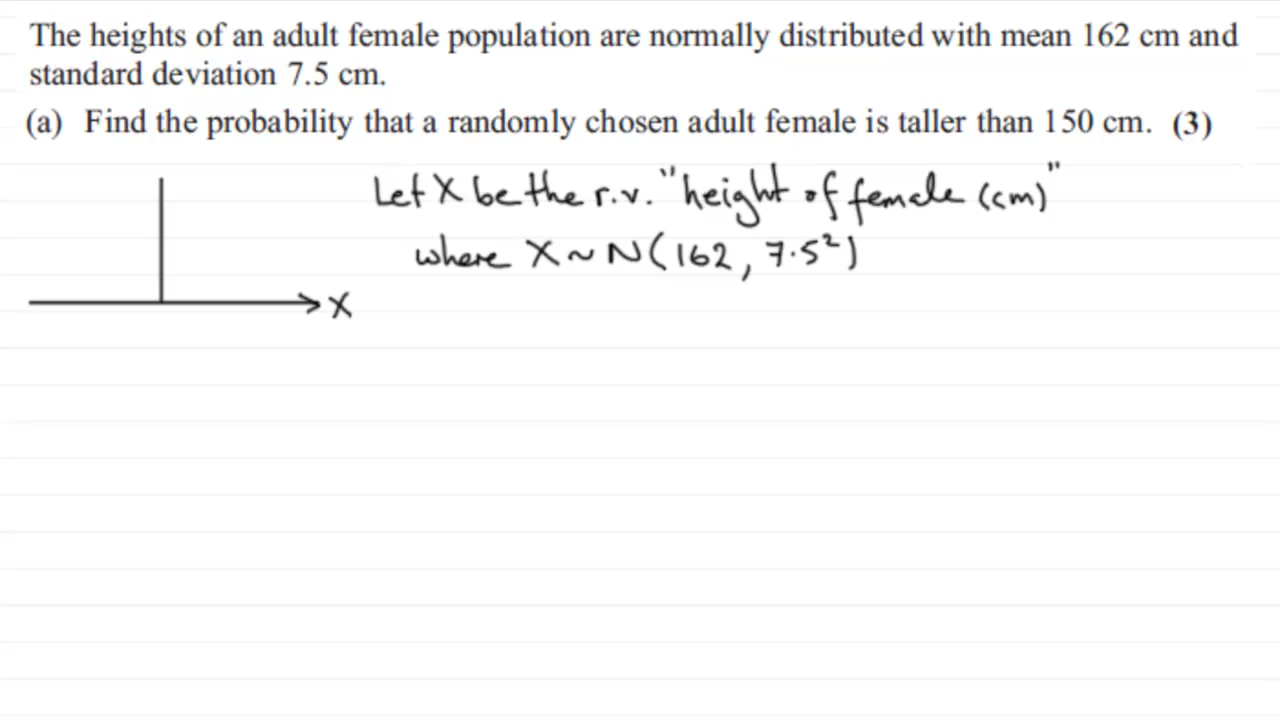 The heights of an adult female population are normally distributed with mean 162 cm and
standard deviation 7.5 cm.
(a) Find the probability that a randomly chosen adult female is taller than 150 cm. (3)
Let X be the r.v. "height of female (cm)"
where X ~ N(162, 7.5²)
X